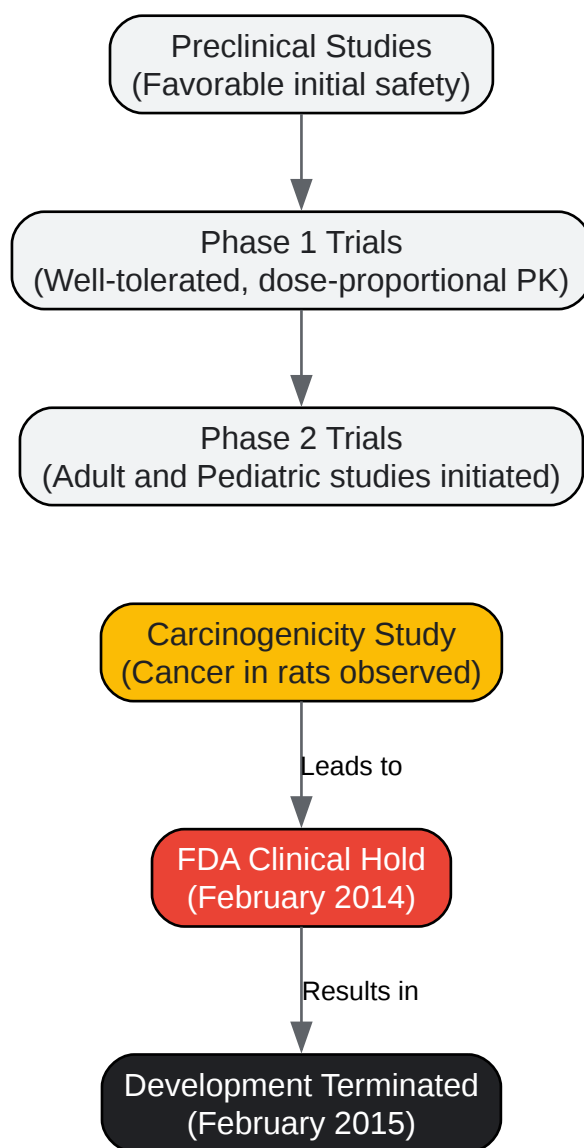 Preclinical Studies
(Favorable initial safety)
Phase 1 Trials
(Well-tolerated, dose-proportional PK)
Phase 2 Trials
(Adult and Pediatric studies initiated)
Carcinogenicity Study
(Cancer in rats observed)
Leads to
FDA Clinical Hold
(February 2014)
Results in
Development Terminated
(February 2015)